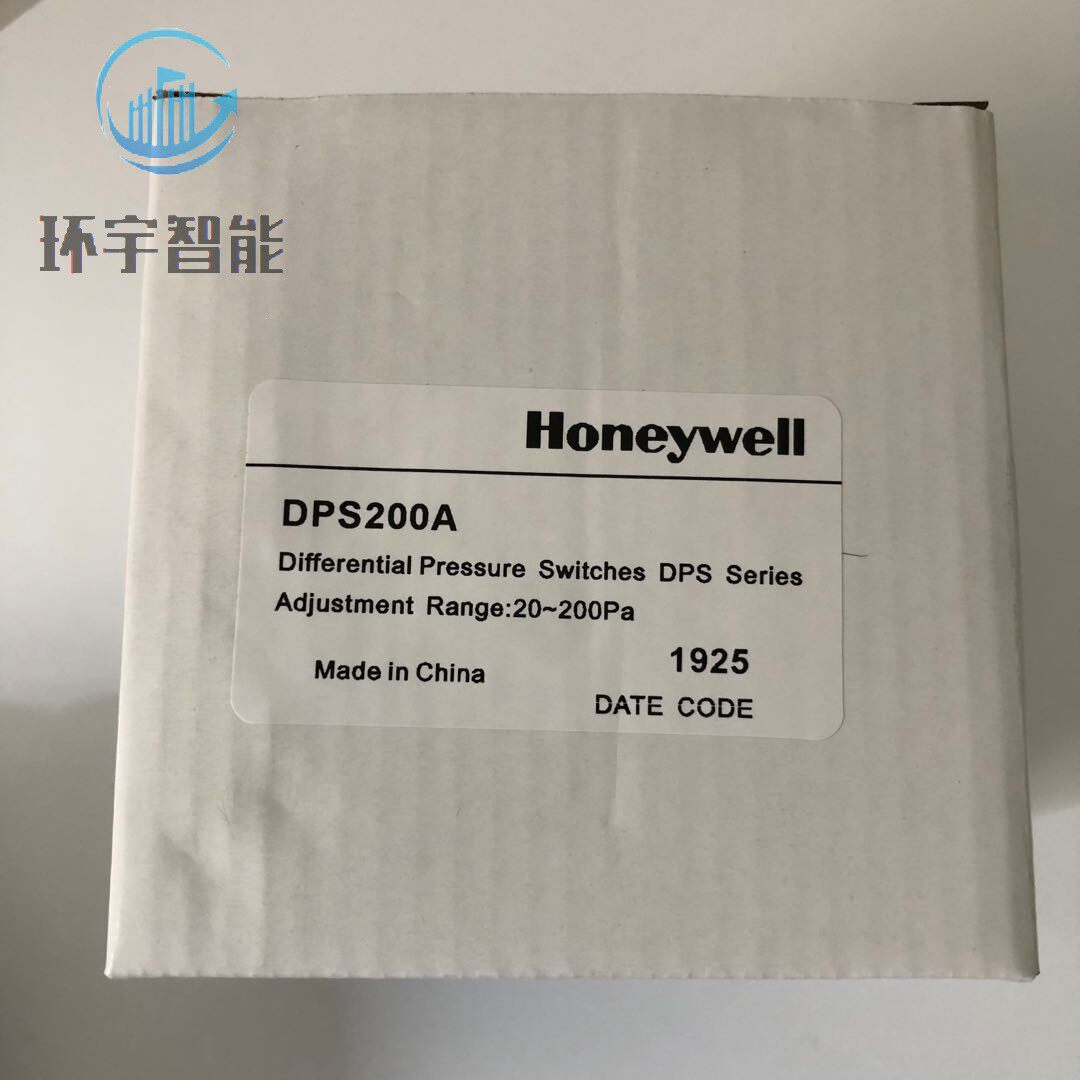 环宇智能
Honeywell
DPS200A
Differential Pressure Switches DPS Series
Adjustment Range:20~200Pa
Made in China
1925
DATE CODE